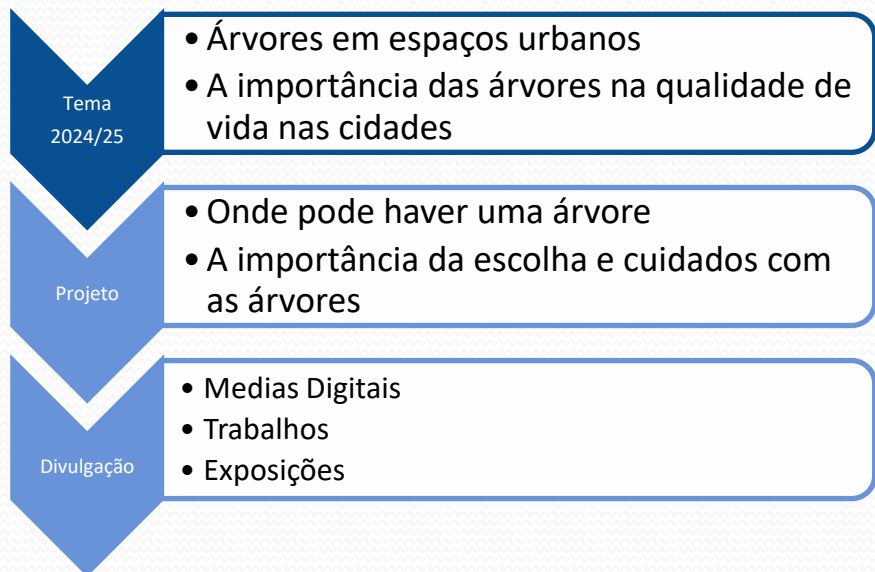 Tema
2024/25
• Árvores em espaços urbanos
• A importância das árvores na qualidade de
vida nas cidades
Projeto
• Onde pode haver uma árvore
• A importância da escolha e cuidados com
as árvores
Divulgação
• Medias Digitais
• Trabalhos
• Exposições